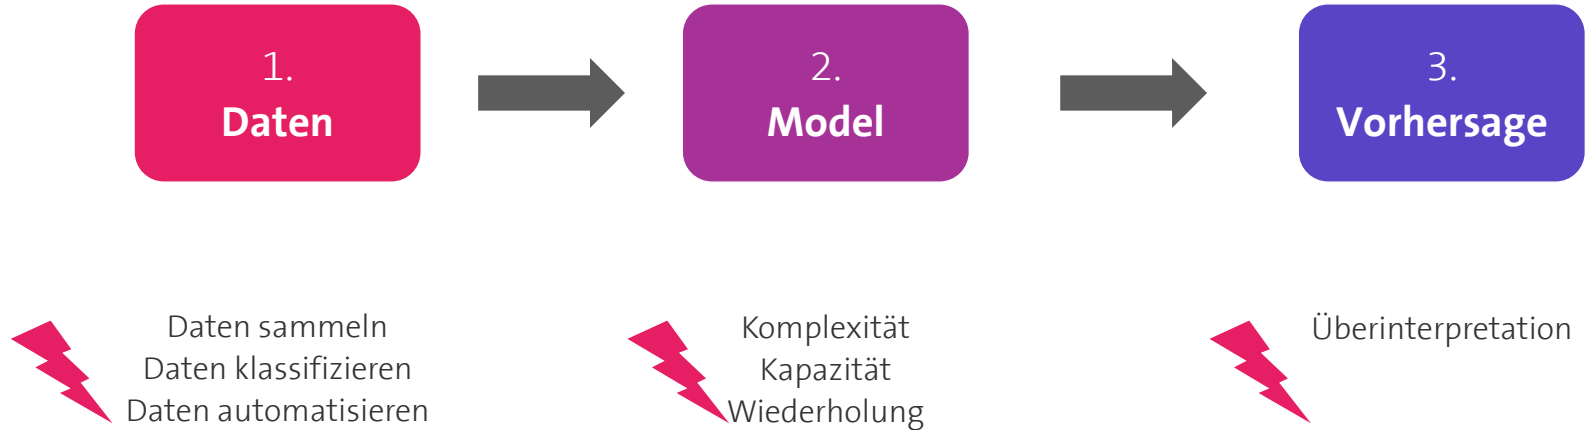 1.
Daten
2.
Model
3.
Vorhersage
Daten sammeln
Daten klassifizieren
Daten automatisieren
Komplexität
Kapazität
Wiederholung
Überinterpretation